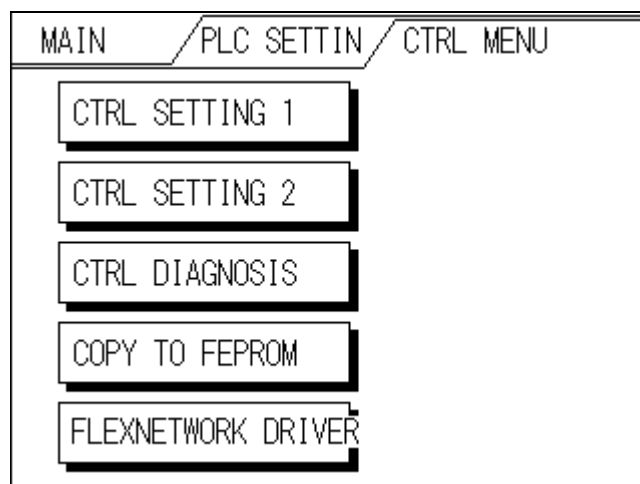 MAIN PLC SETTIN CTRL MENU
CTRL SETTING 1
CTRL SETTING 2
CTRL DIAGNOSIS
COPY TO FEPROM
FLEXNETWORK DRIVER